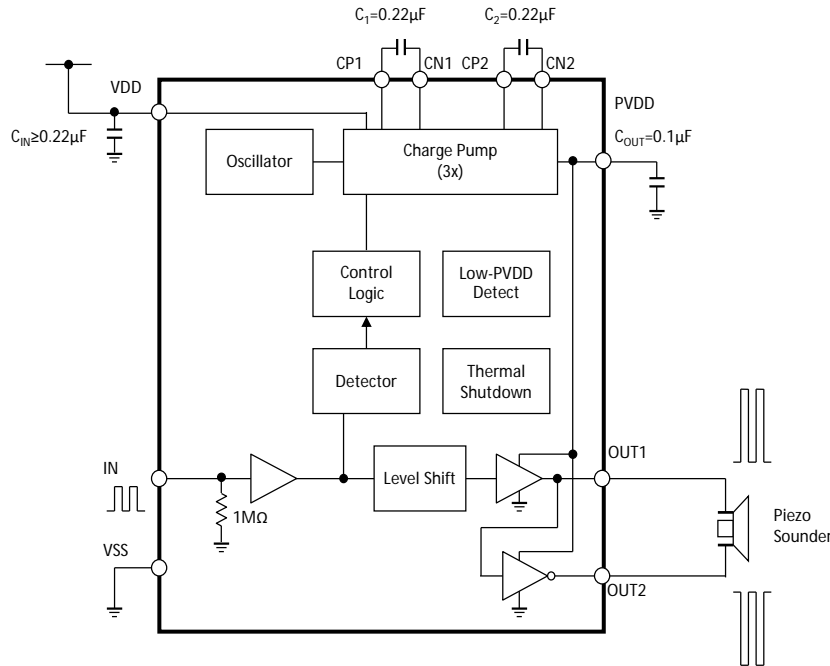 C1=0.22µF
C2=0.22µF
CP1
CN1
CP2
CN2
VDD
PVDD
CIN≥0.22µF
COUT=0.1µF
Oscillator
Charge Pump
(3x)
Control
Logic
Low-PVDD
Detect
Detector
Thermal
Shutdown
IN
OUT1
Level Shift
1MΩ
Piezo
Sounder
VSS
OUT2